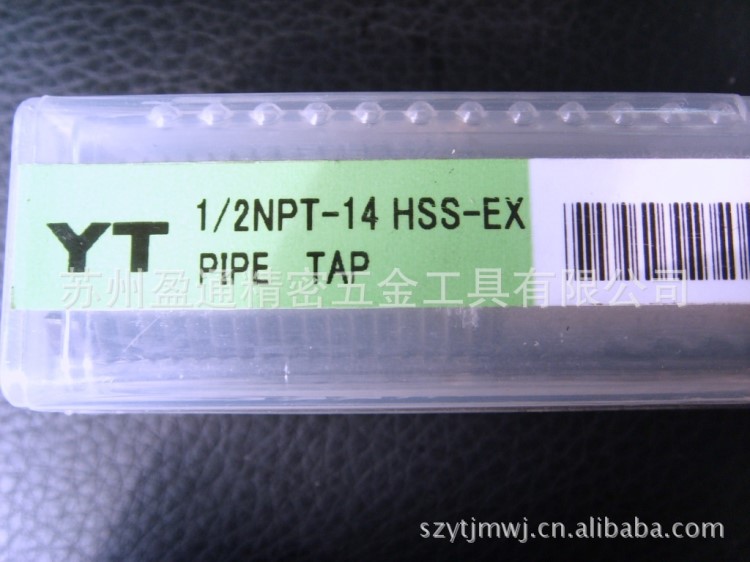 YT 1/2NPT-14 HSS-EX
PIPE TAP
苏州盈通精密五金工具有限公司
szytjmwj.cn.alibaba.com